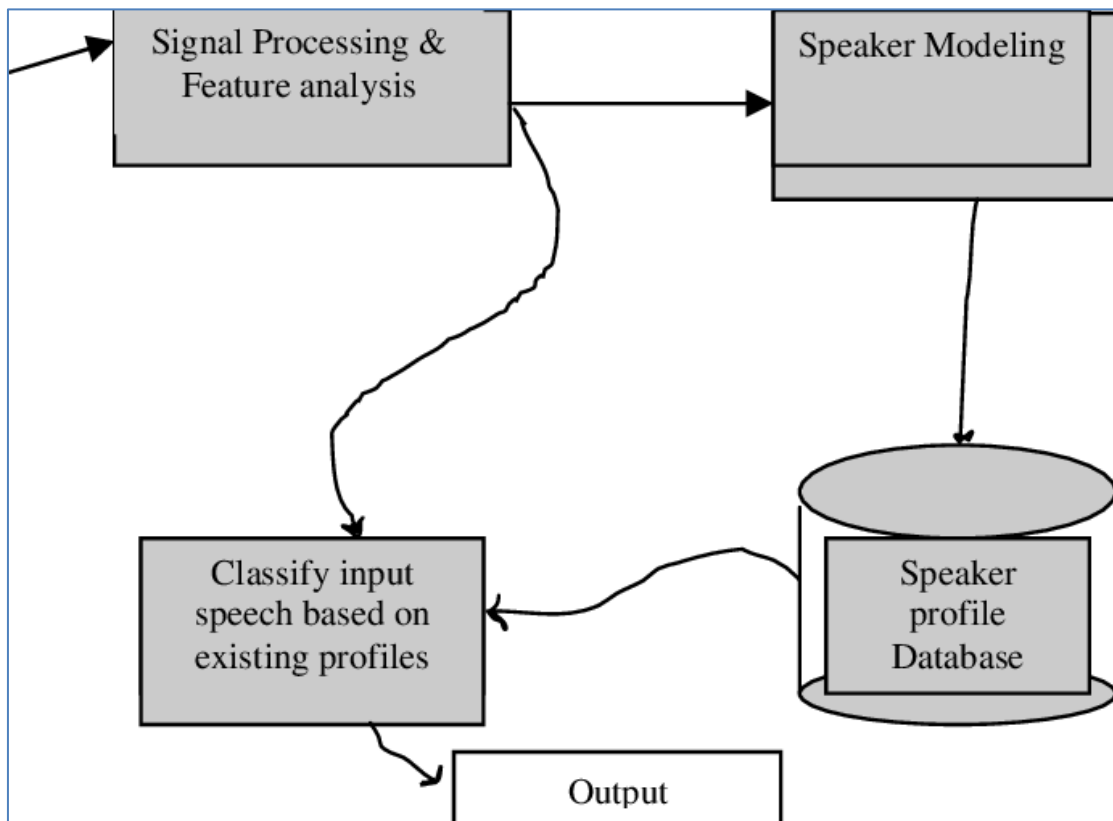 Signal Processing &
Feature analysis
Speaker Modeling
Classify input
speech based on
existing profiles
Speaker
profile
Database
Output